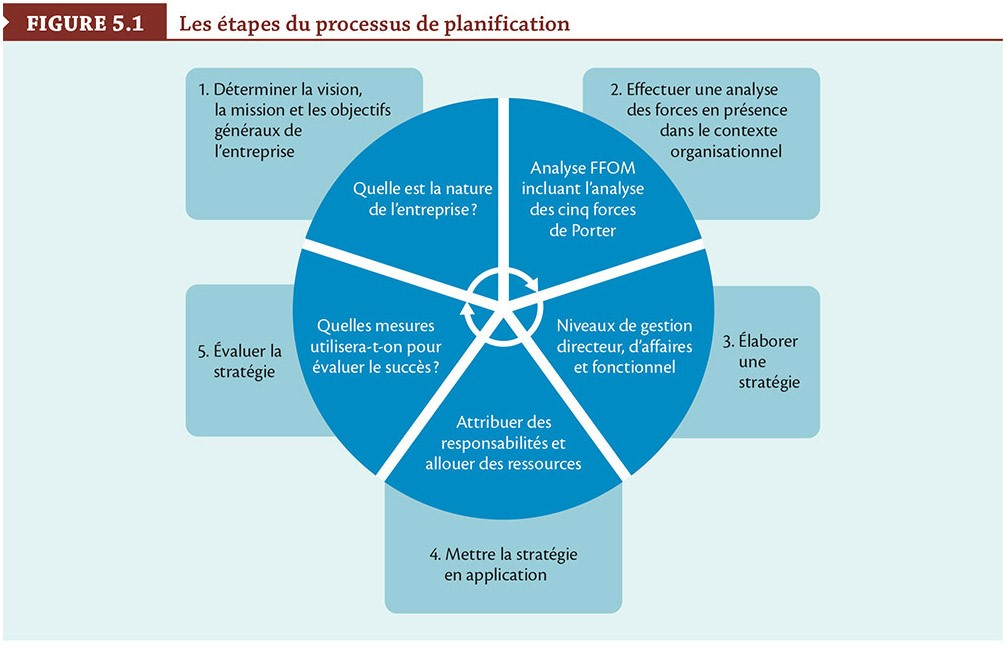 FIGURE 5.1 Les étapes du processus de planification
1. Déterminer la vision,
la mission et les objectifs
généraux de
l'entreprise
Quelle est la nature
de l'entreprise ?
2. Effectuer une analyse
des forces en présence
dans le contexte
organisationnel
Analyse FFOM
incluant l'analyse
des cinq forces
de Porter
3. Élaborer
une
stratégie
Niveaux de gestion
directeur, d'affaires
et fonctionnel
Attribuer des
responsabilités et
allouer des ressources
4. Mettre la stratégie
en application
5. Évaluer la
stratégie
Quelles mesures
utilisera-t-on pour
évaluer le succès ?